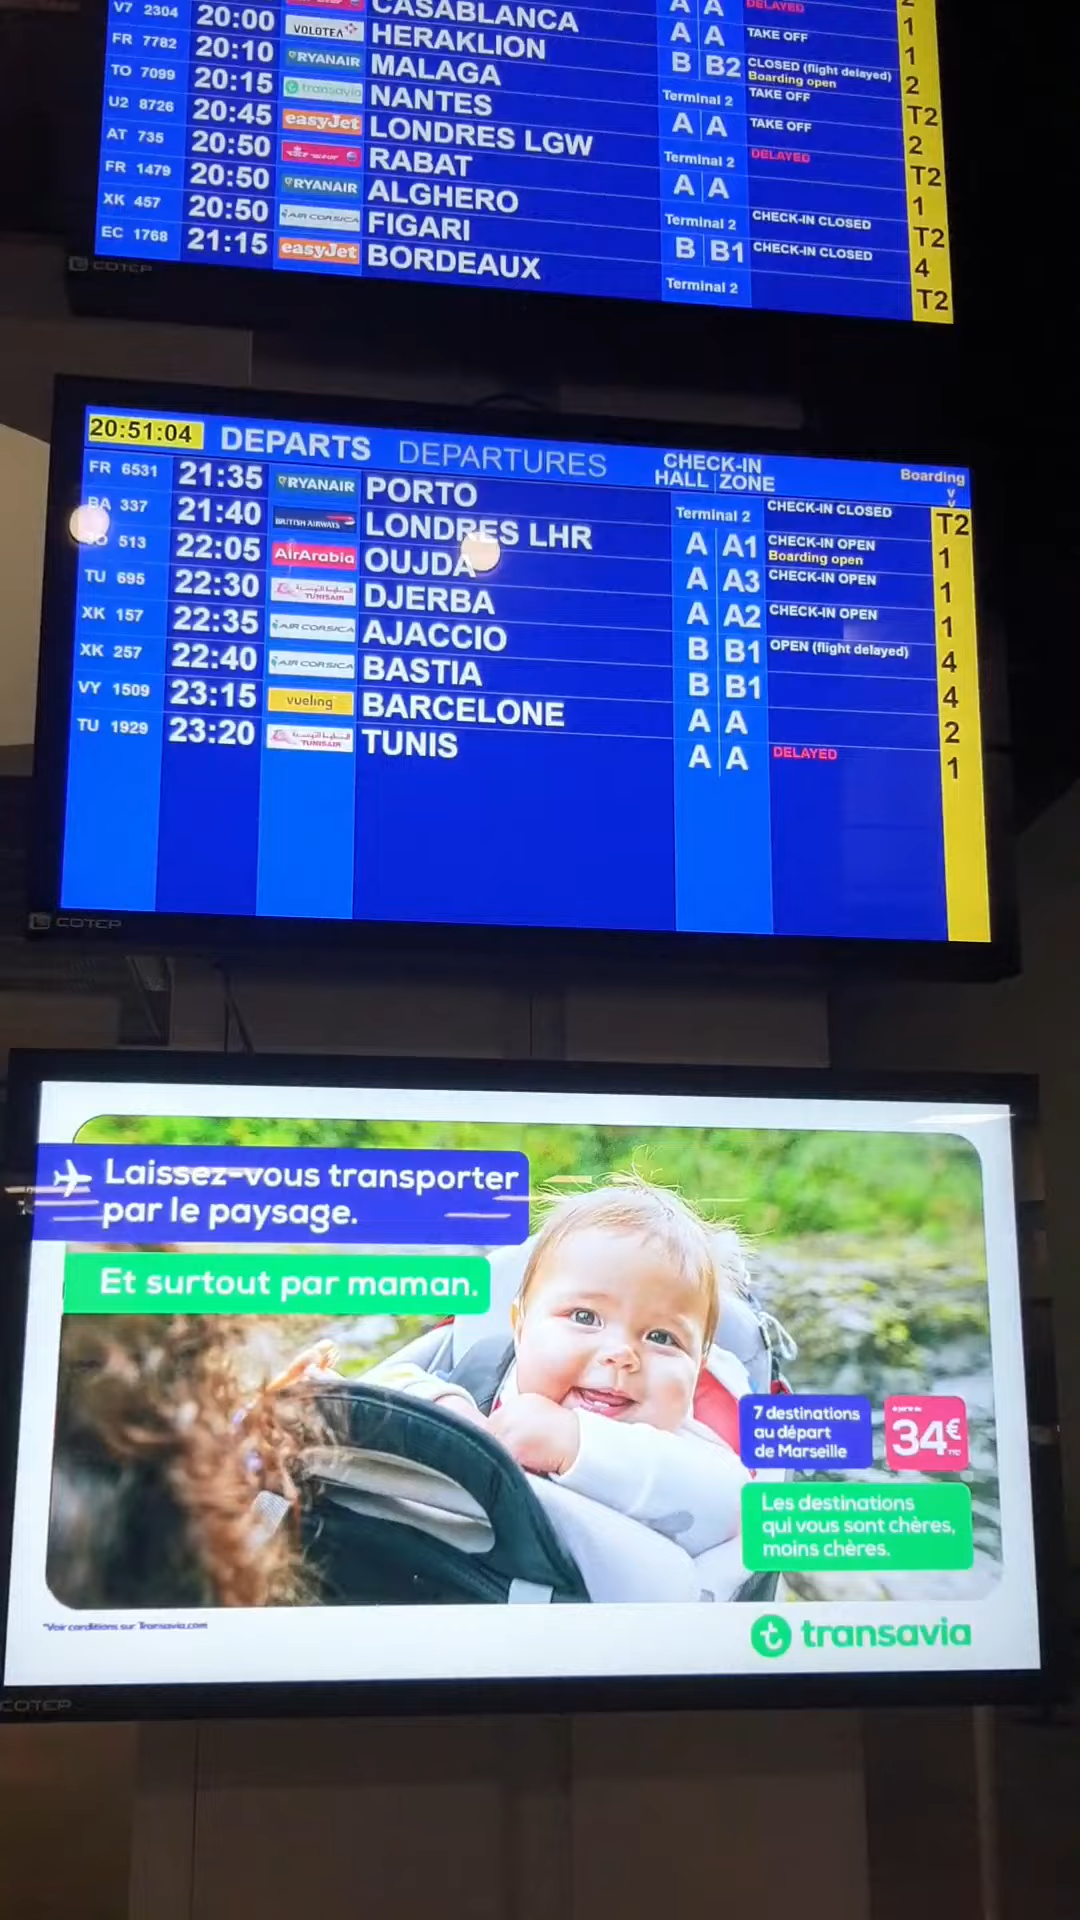 A A DELAYED 1
CASABLANCA A A TAKE OFF 1
V7 2304 20:00 VOLOTEA HERAKLION B B2 CLOSED (flight delayed) 2
Boarding open
FR 7782 20:10 RYANAIR MALAGA Terminal 2 TAKE OFF T2
TO 7099 20:15 transavia NANTES A A TAKE OFF 2
U2 8726 20:45 easyJet LONDRES LGW Terminal 2 DELAYED T2
AT 735 20:50 RABAT A A 1
FR 1479 20:50 RYANAIR ALGHERO Terminal 2 CHECK-IN CLOSED T2
XK 457 20:50 AIR CORSICA FIGARI B B1 CHECK-IN CLOSED 4
EC 1768 21:15 easyJet BORDEAUX Terminal 2 T2
COTEP
20:51:04 DEPARTS DEPARTURES CHECK-IN
HALL ZONE Boarding
FR 6531 21:35 RYANAIR PORTO Terminal 2 CHECK-IN CLOSED T2
BA 337 21:40 BRITISH AIRWAYS LONDRES LHR A A1 CHECK-IN OPEN 1
Boarding open
513 22:05 AirArabia OUJDA A A3 CHECK-IN OPEN 1
TU 695 22:30 TUNISAIR DJERBA A A2 CHECK-IN OPEN 1
XK 157 22:35 AIR CORSICA AJACCIO B B1 OPEN (flight delayed) 4
XK 257 22:40 AIR CORSICA BASTIA B B1 4
VY 1509 23:15 vueling BARCELONE A A 2
TU 1929 23:20 TUNISAIR TUNIS A A DELAYED 1
COTEP
Laissez-vous transporter
par le paysage.
Et surtout par maman.
7 destinations
au départ
de Marseille
34€
Les destinations
qui vous sont chères,
moins chères.
*Voir conditions sur Transavia.com
transavia
COTEP